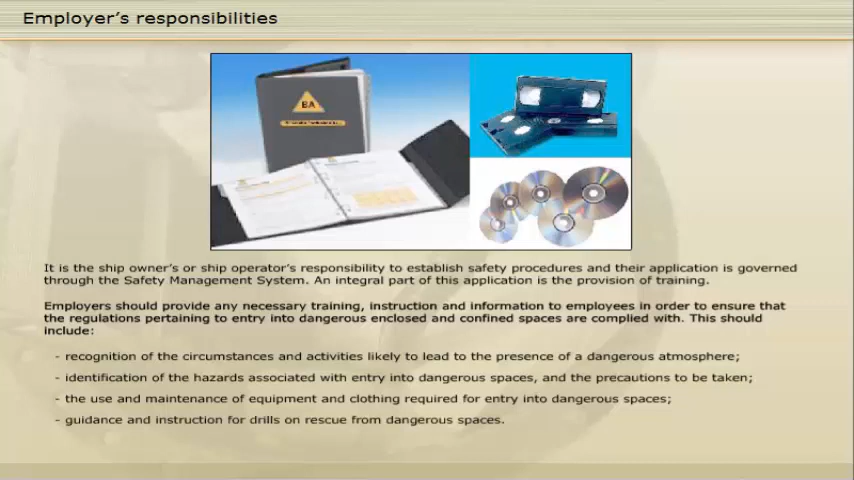 Employer's responsibilities
BA
It is the ship owner's or ship operator's responsibility to establish safety procedures and their application is governed
through the Safety Management System. An integral part of this application is the provision of training.
Employers should provide any necessary training, instruction and information to employees in order to ensure that
the regulations pertaining to entry into dangerous enclosed and confined spaces are complied with. This should
include:
- recognition of the circumstances and activities likely to lead to the presence of a dangerous atmosphere;
- identification of the hazards associated with entry into dangerous spaces, and the precautions to be taken;
- the use and maintenance of equipment and clothing required for entry into dangerous spaces;
- guidance and instruction for drills on rescue from dangerous spaces.